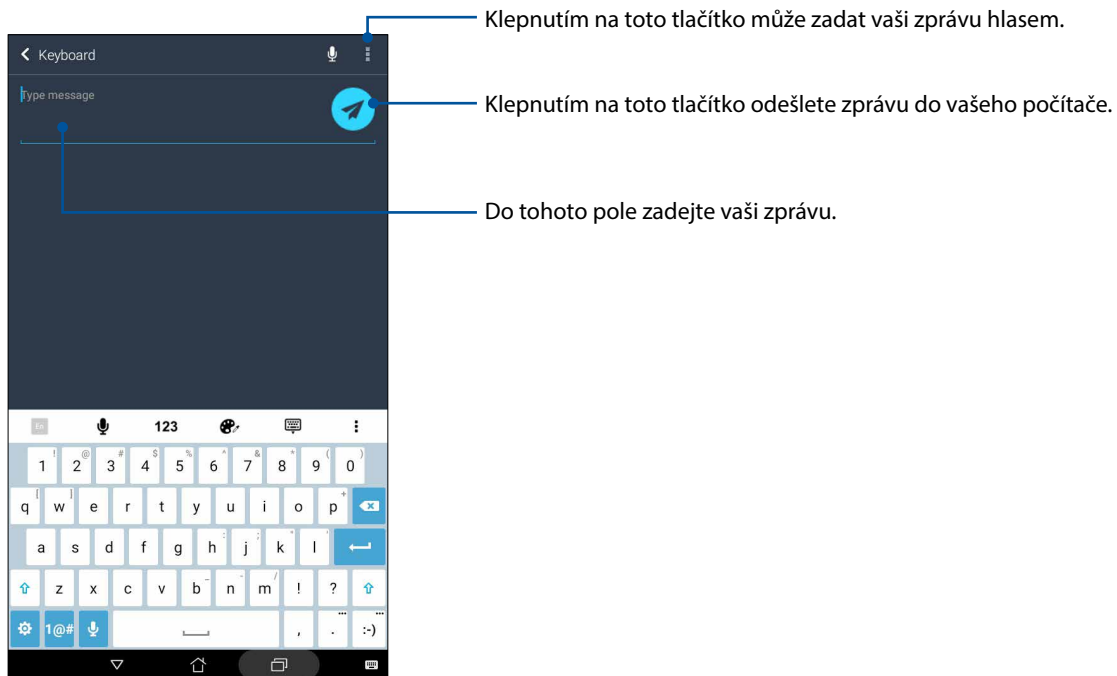 Klepnutím na toto tlačítko může zadat vaši zprávu hlasem.
Keyboard
Type message
Klepnutím na toto tlačítko odešlete zprávu do vašeho počítače.
Do tohoto pole zadejte vaši zprávu.
En 123
1 ! 2 @ 3 # 4 $ 5 % 6 ^ 7 & 8 * 9 ( 0 )
q [ w ] e r t y u i o p +
a s d f g h : j ; k " l '
z x c v b _ n - m / ! ?
1@# , . ... :-) ...